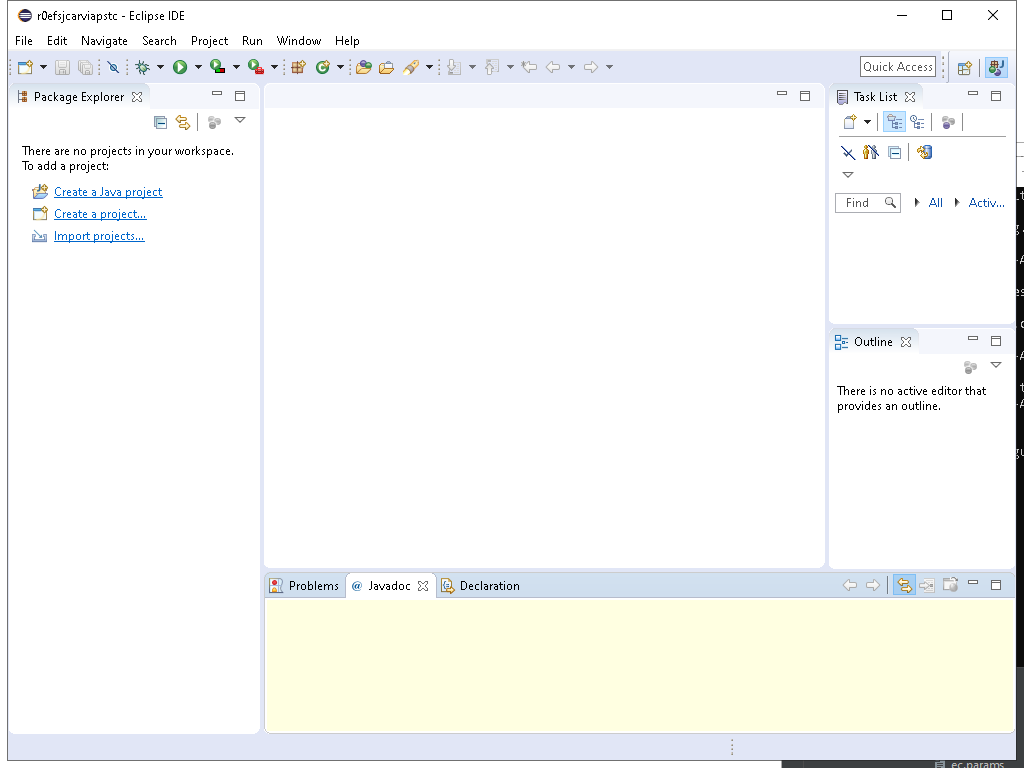 r0efsjcarviapstc - Eclipse IDE
File Edit Navigate Search Project Run Window Help
Quick Access
Package Explorer
There are no projects in your workspace.
To add a project:
Create a Java project
Create a project...
Import projects...
Task List
Find All Activ...
Outline
There is no active editor that
provides an outline.
Problems @ Javadoc Declaration
ec.params